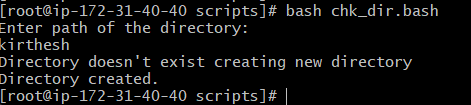 [root@ip-172-31-40-40 scripts]# bash chk_dir.bash
Enter path of the directory:
kirthesh
Directory doesn't exist creating new directory
Directory created.
[root@ip-172-31-40-40 scripts]#